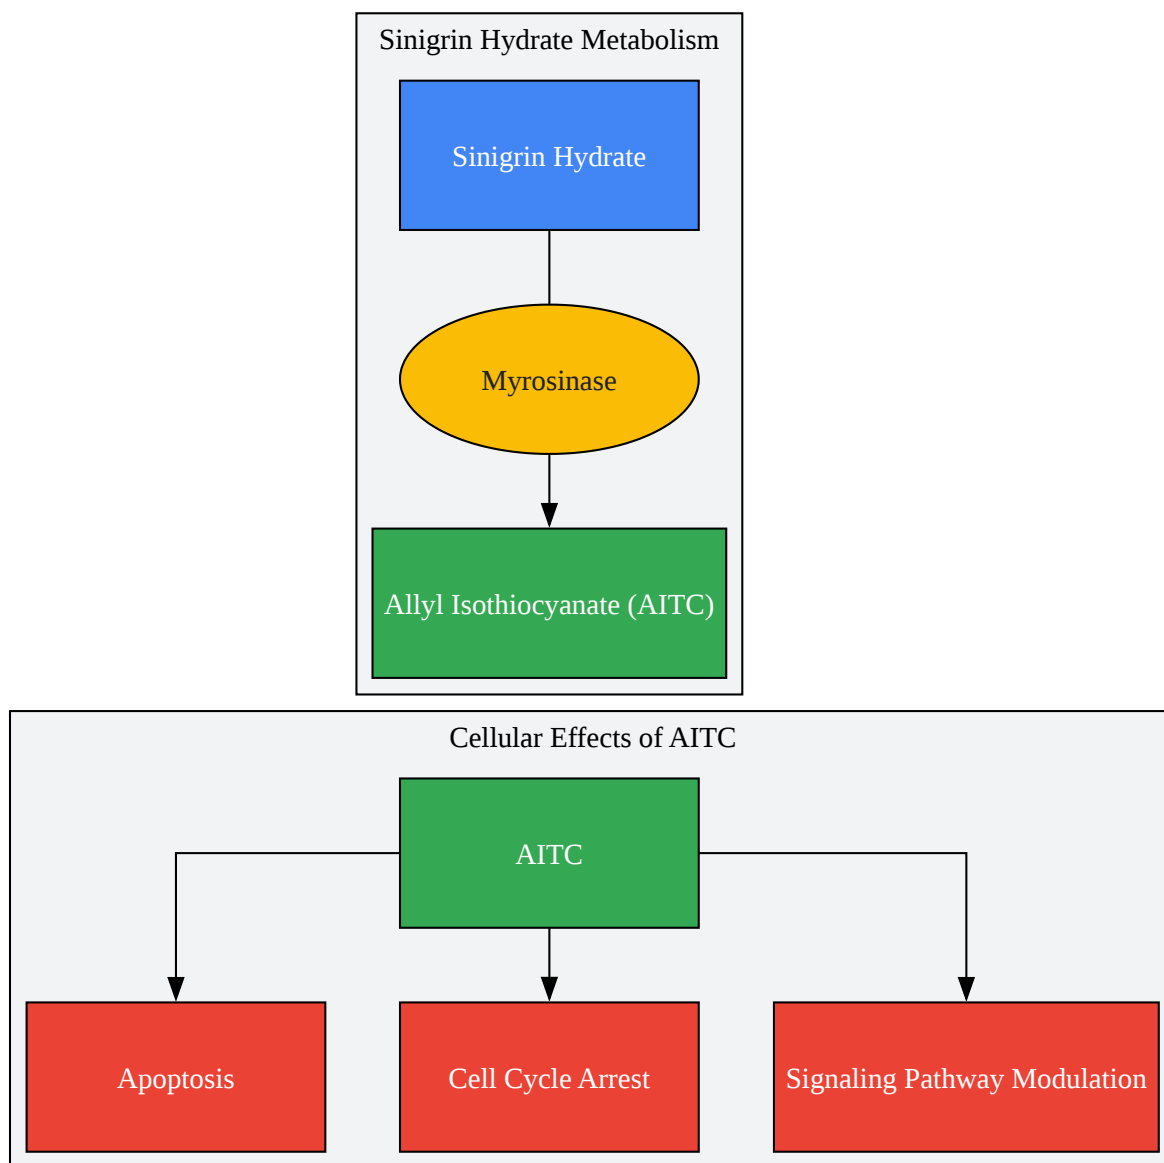 Sinigrin Hydrate Metabolism
Sinigrin Hydrate
Myrosinase
Allyl Isothiocyanate (AITC)
Cellular Effects of AITC
AITC
Apoptosis
Cell Cycle Arrest
Signaling Pathway Modulation